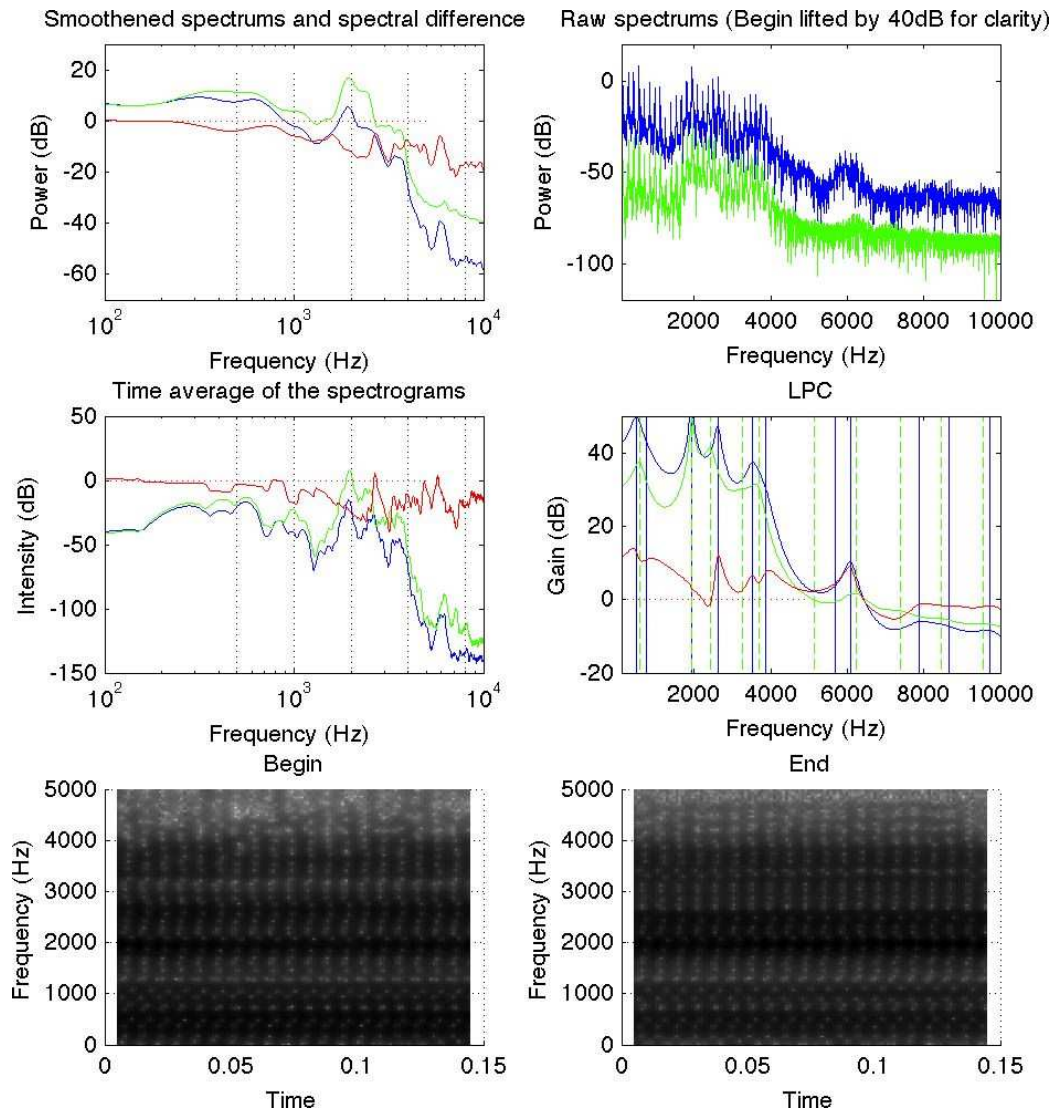 Smoothened spectrums and spectral difference
Power (dB)
20
0
-20
-40
-60
10^2
10^3
10^4
Frequency (Hz)
Raw spectrums (Begin lifted by 40dB for clarity)
Power (dB)
0
-50
-100
2000 4000 6000 8000 10000
Frequency (Hz)
Time average of the spectrograms
Intensity (dB)
50
0
-50
-100
-150
10^2
10^3
10^4
Frequency (Hz)
LPC
Gain (dB)
40
20
0
-20
2000 4000 6000 8000 10000
Frequency (Hz)
Begin
Frequency (Hz)
5000
4000
3000
2000
1000
0
0 0.05 0.1 0.15
Time
End
Frequency (Hz)
5000
4000
3000
2000
1000
0
0 0.05 0.1 0.15
Time